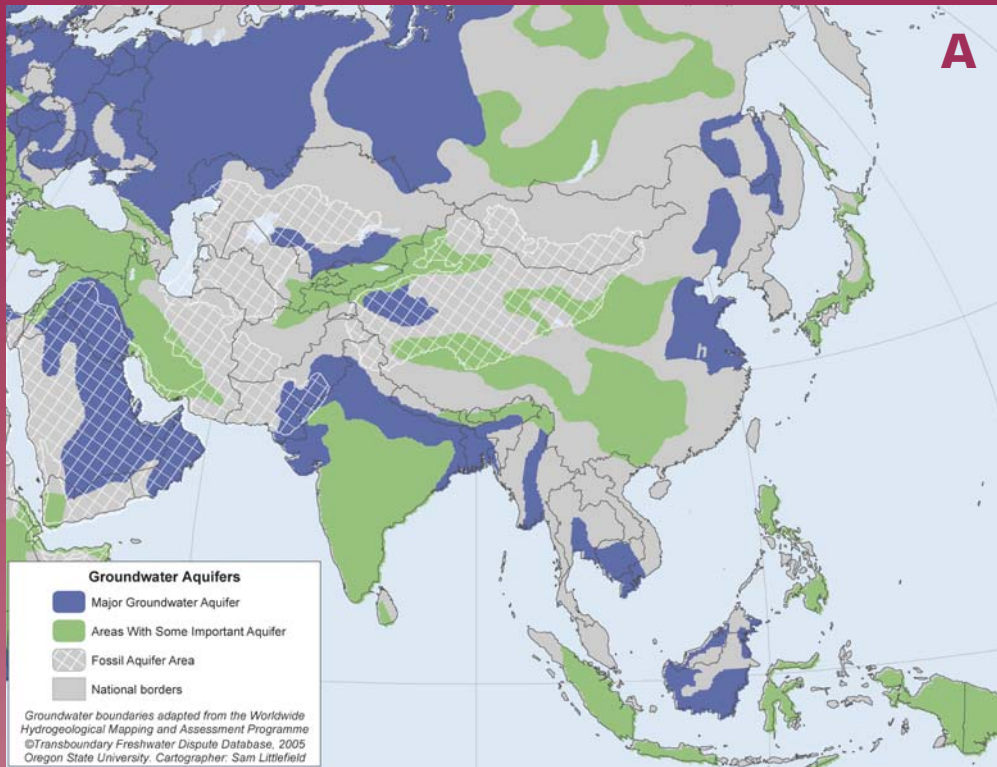 A
h
Groundwater Aquifers
Major Groundwater Aquifer
Areas With Some Important Aquifer
Fossil Aquifer Area
National borders
Groundwater boundaries adapted from the Worldwide
Hydrogeological Mapping and Assessment Programme
©Transboundary Freshwater Dispute Database, 2005
Oregon State University. Cartographer: Sam Littlefield